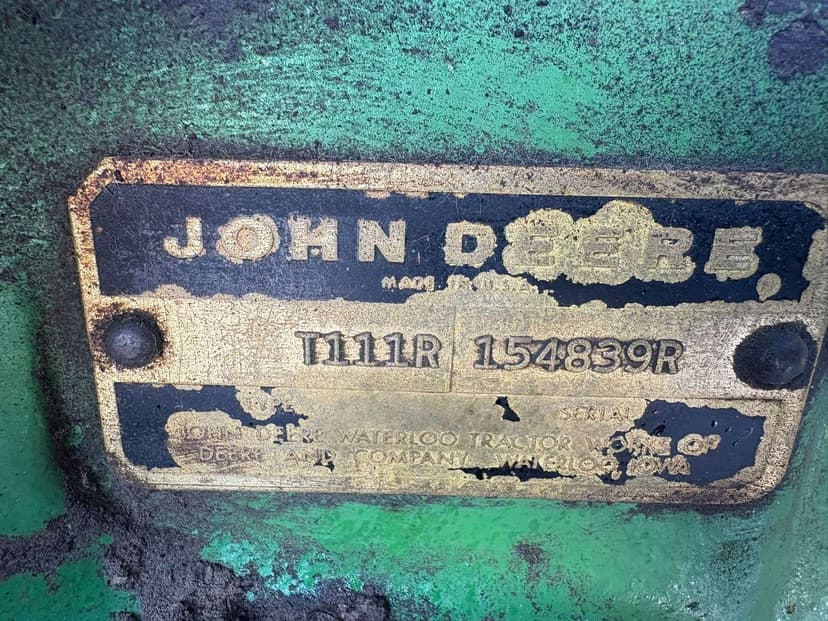 JOHN DEERE
MADE IN U.S.A.
T111R 154839R
SERIAL
JOHN DEERE WATERLOO TRACTOR WORKS OF
DEERE AND COMPANY WATERLOO, IOWA